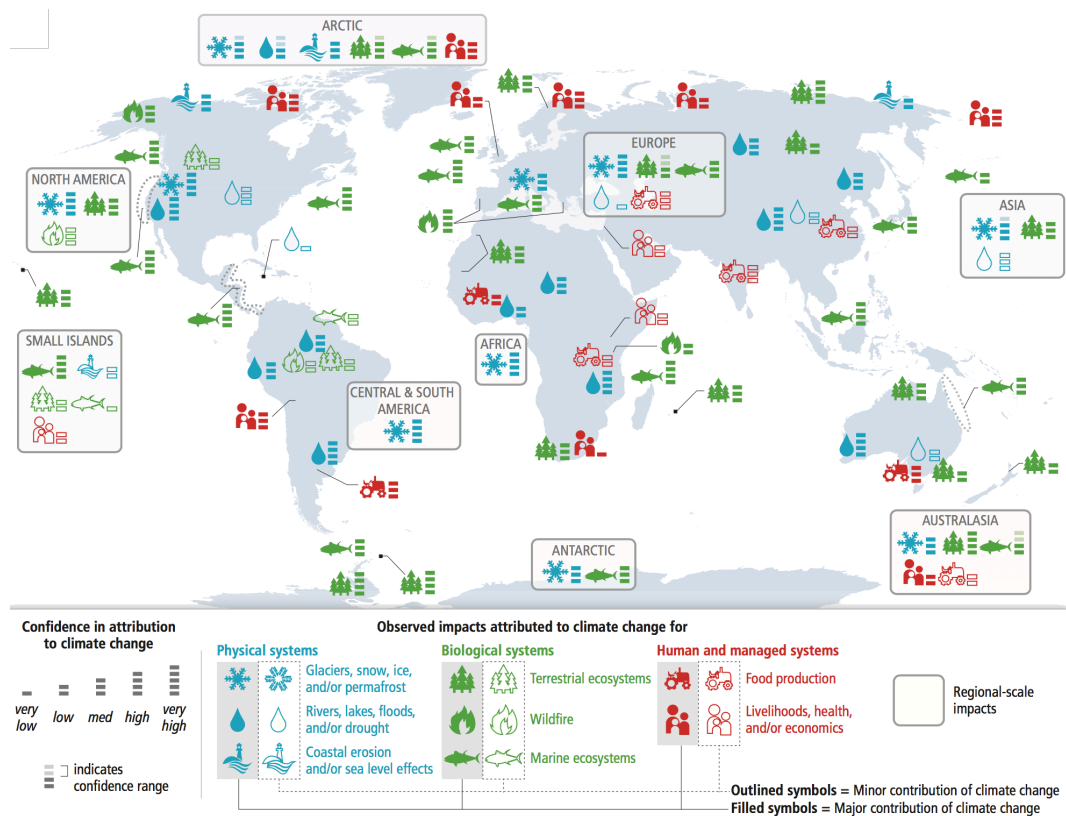 ARCTIC
EUROPE
NORTH AMERICA
ASIA
SMALL ISLANDS
AFRICA
CENTRAL & SOUTH
AMERICA
AUSTRALASIA
ANTARCTIC
Confidence in attribution
to climate change
very
low
low
med
high
very
high
indicates
confidence range
Observed impacts attributed to climate change for
Physical systems
Glaciers, snow, ice,
and/or permafrost
Rivers, lakes, floods,
and/or drought
Coastal erosion
and/or sea level effects
Biological systems
Terrestrial ecosystems
Wildfire
Marine ecosystems
Human and managed systems
Food production
Livelihoods, health,
and/or economics
Regional-scale
impacts
Outlined symbols = Minor contribution of climate change
Filled symbols = Major contribution of climate change